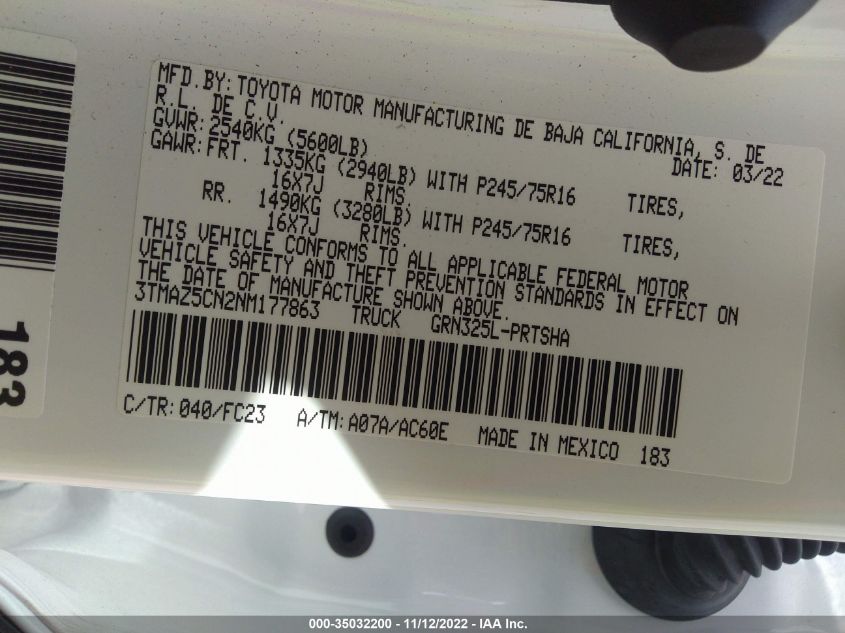 MFD.BY:TOYOTA MOTOR MANUFACTURING DE BAJA CALIFORNIA, S. DE
R.L. DE C.V. DATE: 03/22
GVWR:2540KG (5600LB)
GAWR:FRT. 1335KG (2940LB) WITH P245/75R16 TIRES,
16X7J RIMS.
RR. 1490KG (3280LB) WITH P245/75R16 TIRES,
16X7J RIMS.
THIS VEHICLE CONFORMS TO ALL APPLICABLE FEDERAL MOTOR
VEHICLE SAFETY AND THEFT PREVENTION STANDARDS IN EFFECT ON
THE DATE OF MANUFACTURE SHOWN ABOVE.
3TMAZ5CN2NM177863 TRUCK GRN325L-PRTSHA
C/TR:040/FC23 A/TM:A07A/AC60E MADE IN MEXICO 183
183
000-35032200 - 11/12/2022 - IAA Inc.